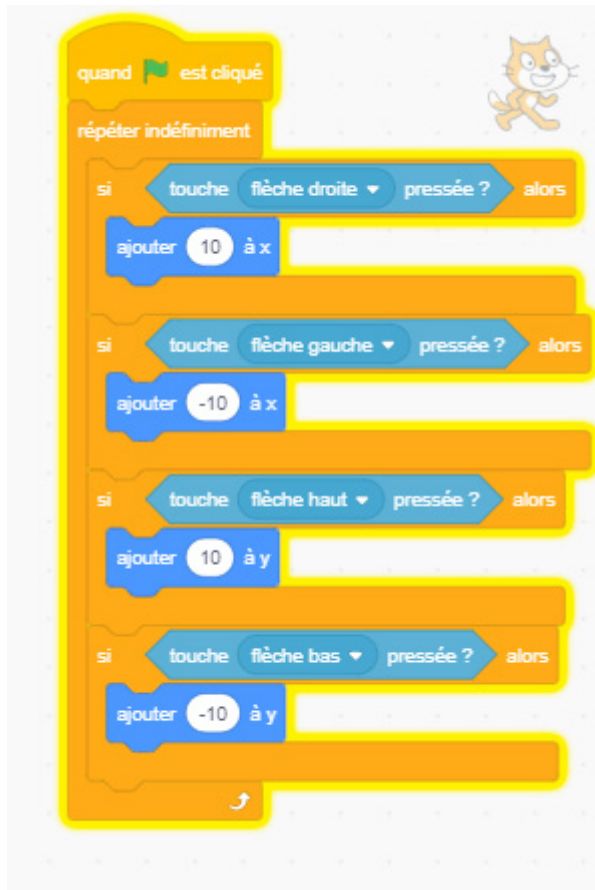 quand est cliqué
répéter indéfiniment
si touche flèche droite pressée ? alors
ajouter 10 à x
si touche flèche gauche pressée ? alors
ajouter -10 à x
si touche flèche haut pressée ? alors
ajouter 10 à y
si touche flèche bas pressée ? alors
ajouter -10 à y